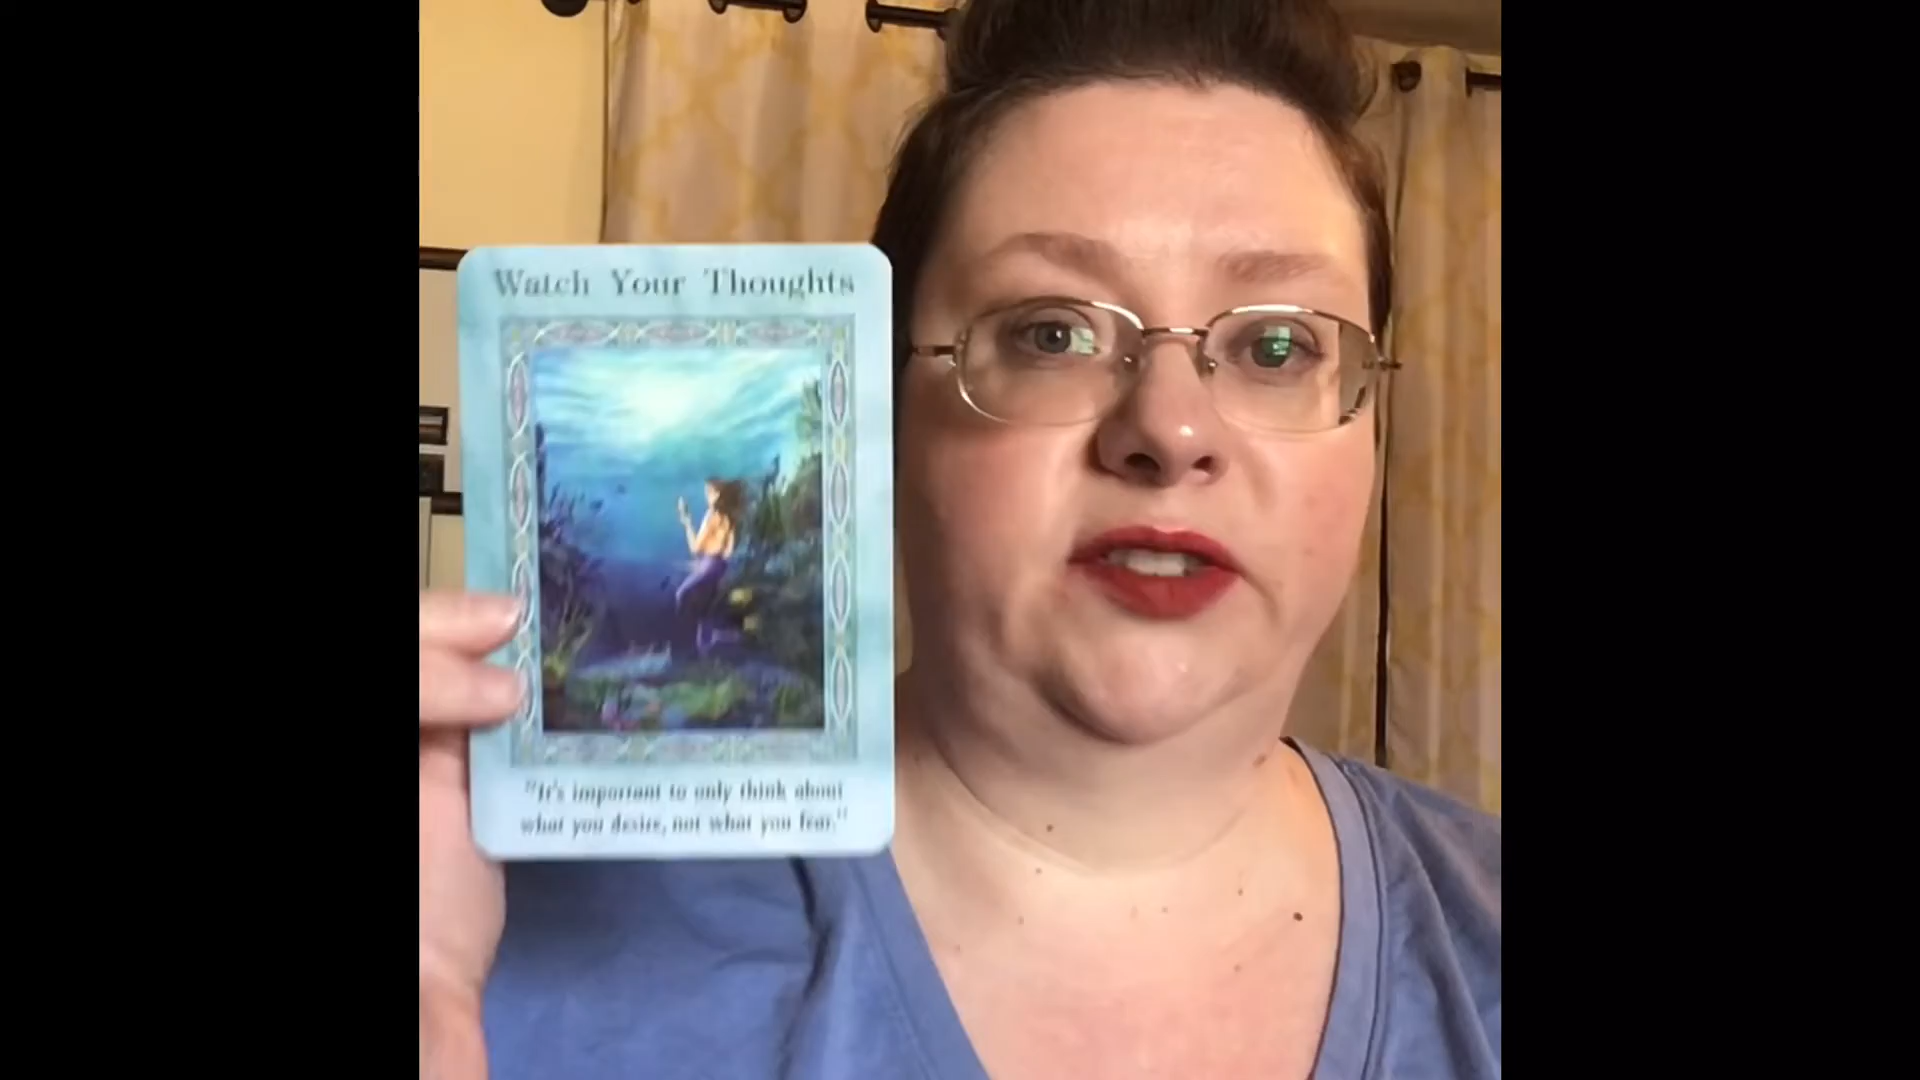 Watch Your Thoughts
"It's important to only think about
what you desire, not what you fear."